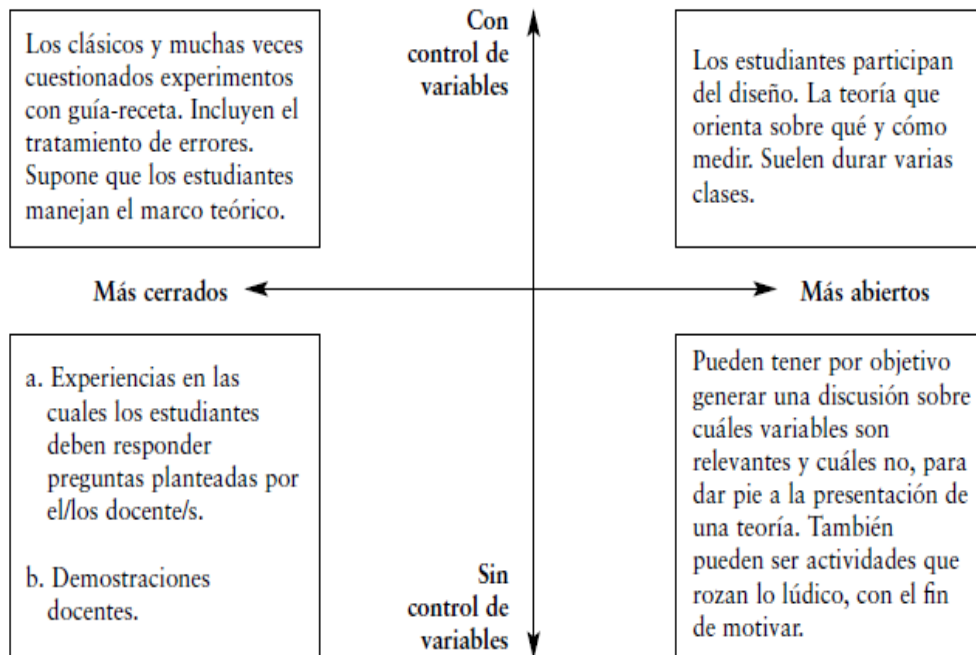 Los clásicos y muchas veces
cuestionados experimentos
con guía-receta. Incluyen el
tratamiento de errores.
Supone que los estudiantes
manejan el marco teórico.
Con
control de
variables
Los estudiantes participan
del diseño. La teoría que
orienta sobre qué y cómo
medir. Suelen durar varias
clases.
Más cerrados
Más abiertos
a. Experiencias en las
cuales los estudiantes
deben responder
preguntas planteadas por
el/los docente/s.
b. Demostraciones
docentes.
Sin
control de
variables
Pueden tener por objetivo
generar una discusión sobre
cuáles variables son
relevantes y cuáles no, para
dar pie a la presentación de
una teoría. También
pueden ser actividades que
rozan lo lúdico, con el fin
de motivar.